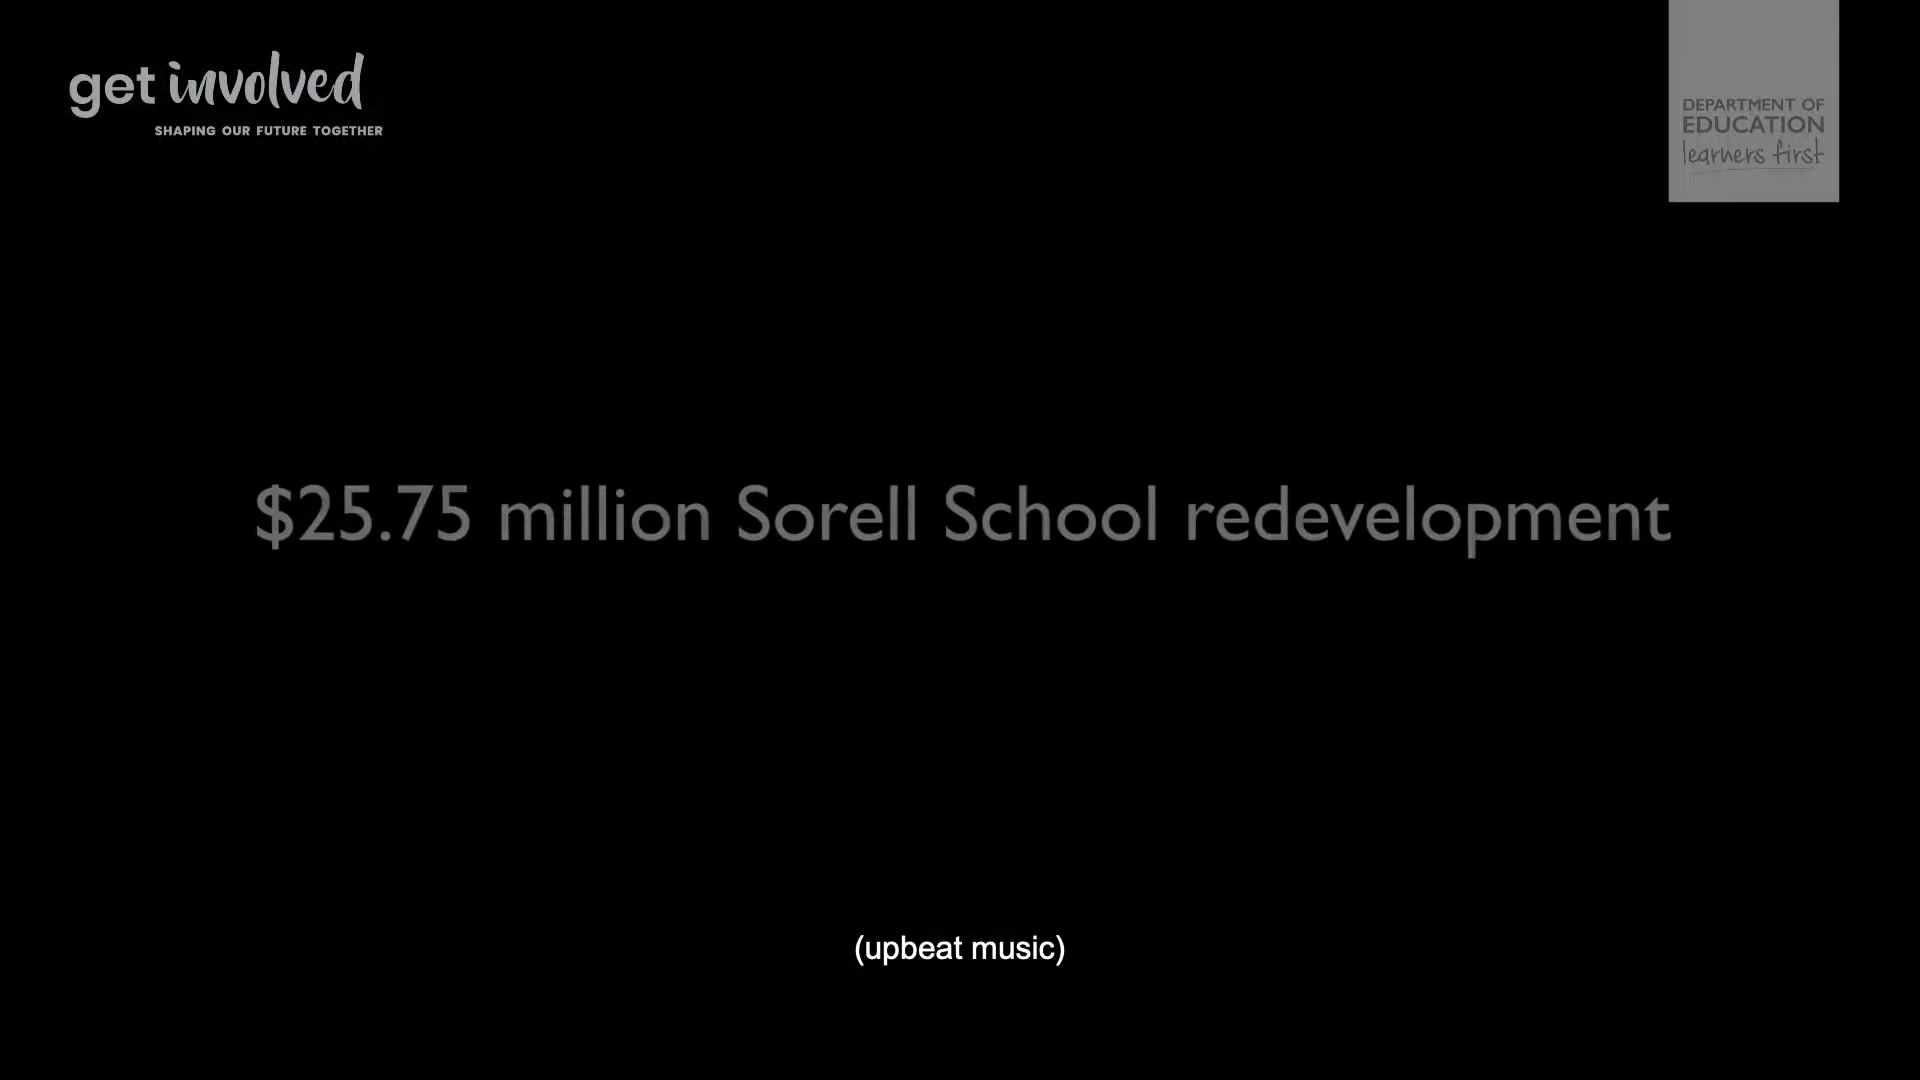 get involved
SHAPING OUR FUTURE TOGETHER
DEPARTMENT OF
EDUCATION
learners first
$25.75 million Sorell School redevelopment
(upbeat music)